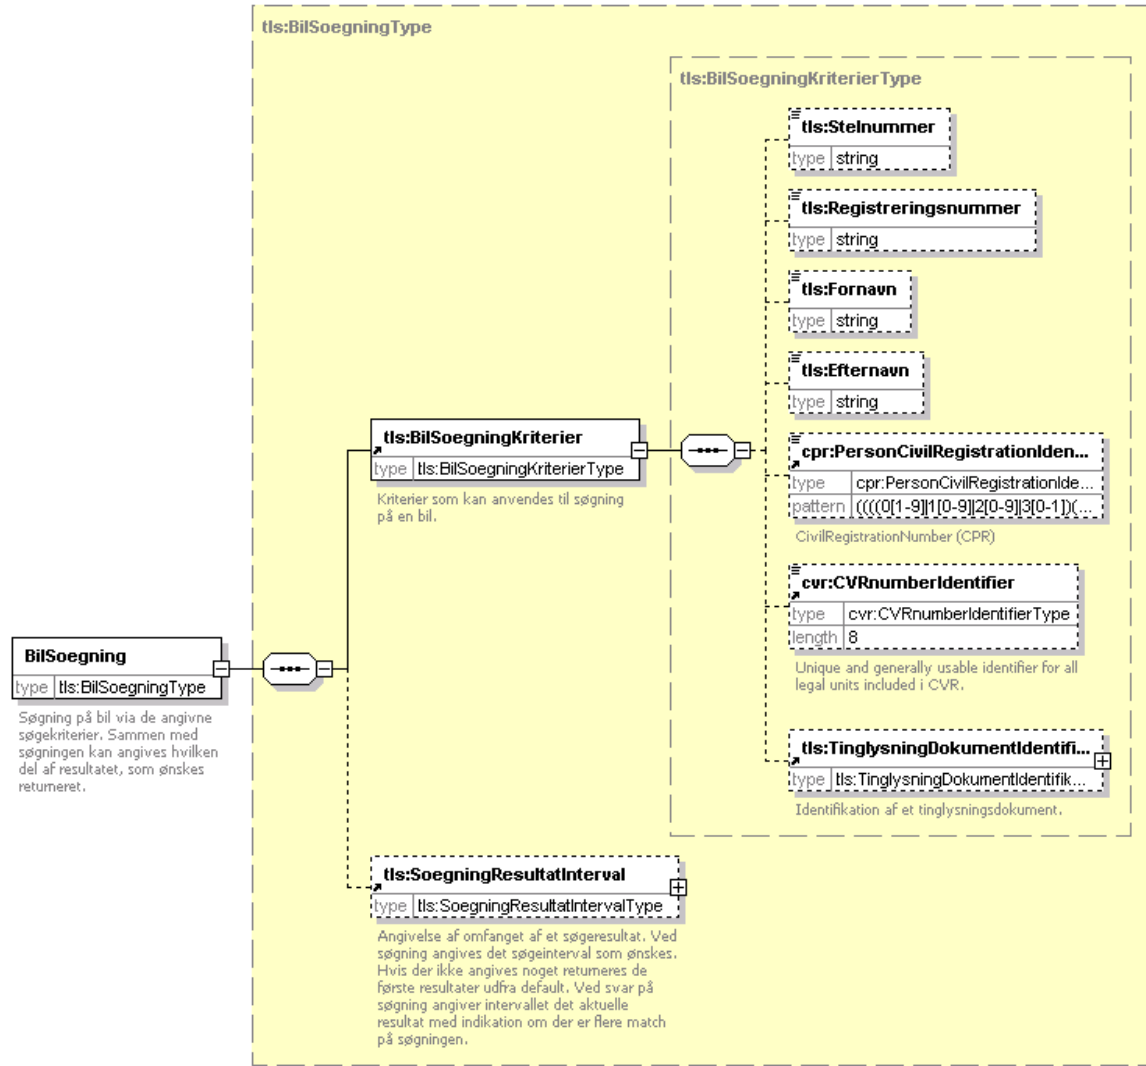 tls:BilSoegningType
tls:BilSoegningKriterierType
tls:Stelnummer
type string
tls:Registreringsnummer
type string
tls:Fornavn
type string
tls:Efternavn
type string
tls:BilSoegningKriterier
type tls:BilSoegningKriterierType
Kriterier som kan anvendes til søgning
på en bil.
cpr:PersonCivilRegistrationIden...
type cpr:PersonCivilRegistrationIde...
pattern ((((0[1-9]|1[0-9]|2[0-9]|3[0-1])(...
CivilRegistrationNumber (CPR)
cvr:CVRnumberIdentifier
type cvr:CVRnumberIdentifierType
length 8
Unique and generally usable identifier for all
legal units included i CVR.
BilSoegning
type tls:BilSoegningType
Søgning på bil via de angivne
søgekriterier. Sammen med
søgningen kan angives hvilken
del af resultatet, som ønskes
returneret.
tls:TinglysningDokumentIdentifi...
type tls:TinglysningDokumentIdentifik...
Identifikation af et tinglysningsdokument.
tls:SoegningResultatInterval
type tls:SoegningResultatIntervalType
Angivelse af omfanget af et søgeresultat. Ved
søgning angives det søgeinterval som ønskes.
Hvis der ikke angives noget returneres de
første resultater udfra default. Ved svar på
søgning angiver intervallet det aktuelle
resultat med indikation om der er flere match
på søgningen.